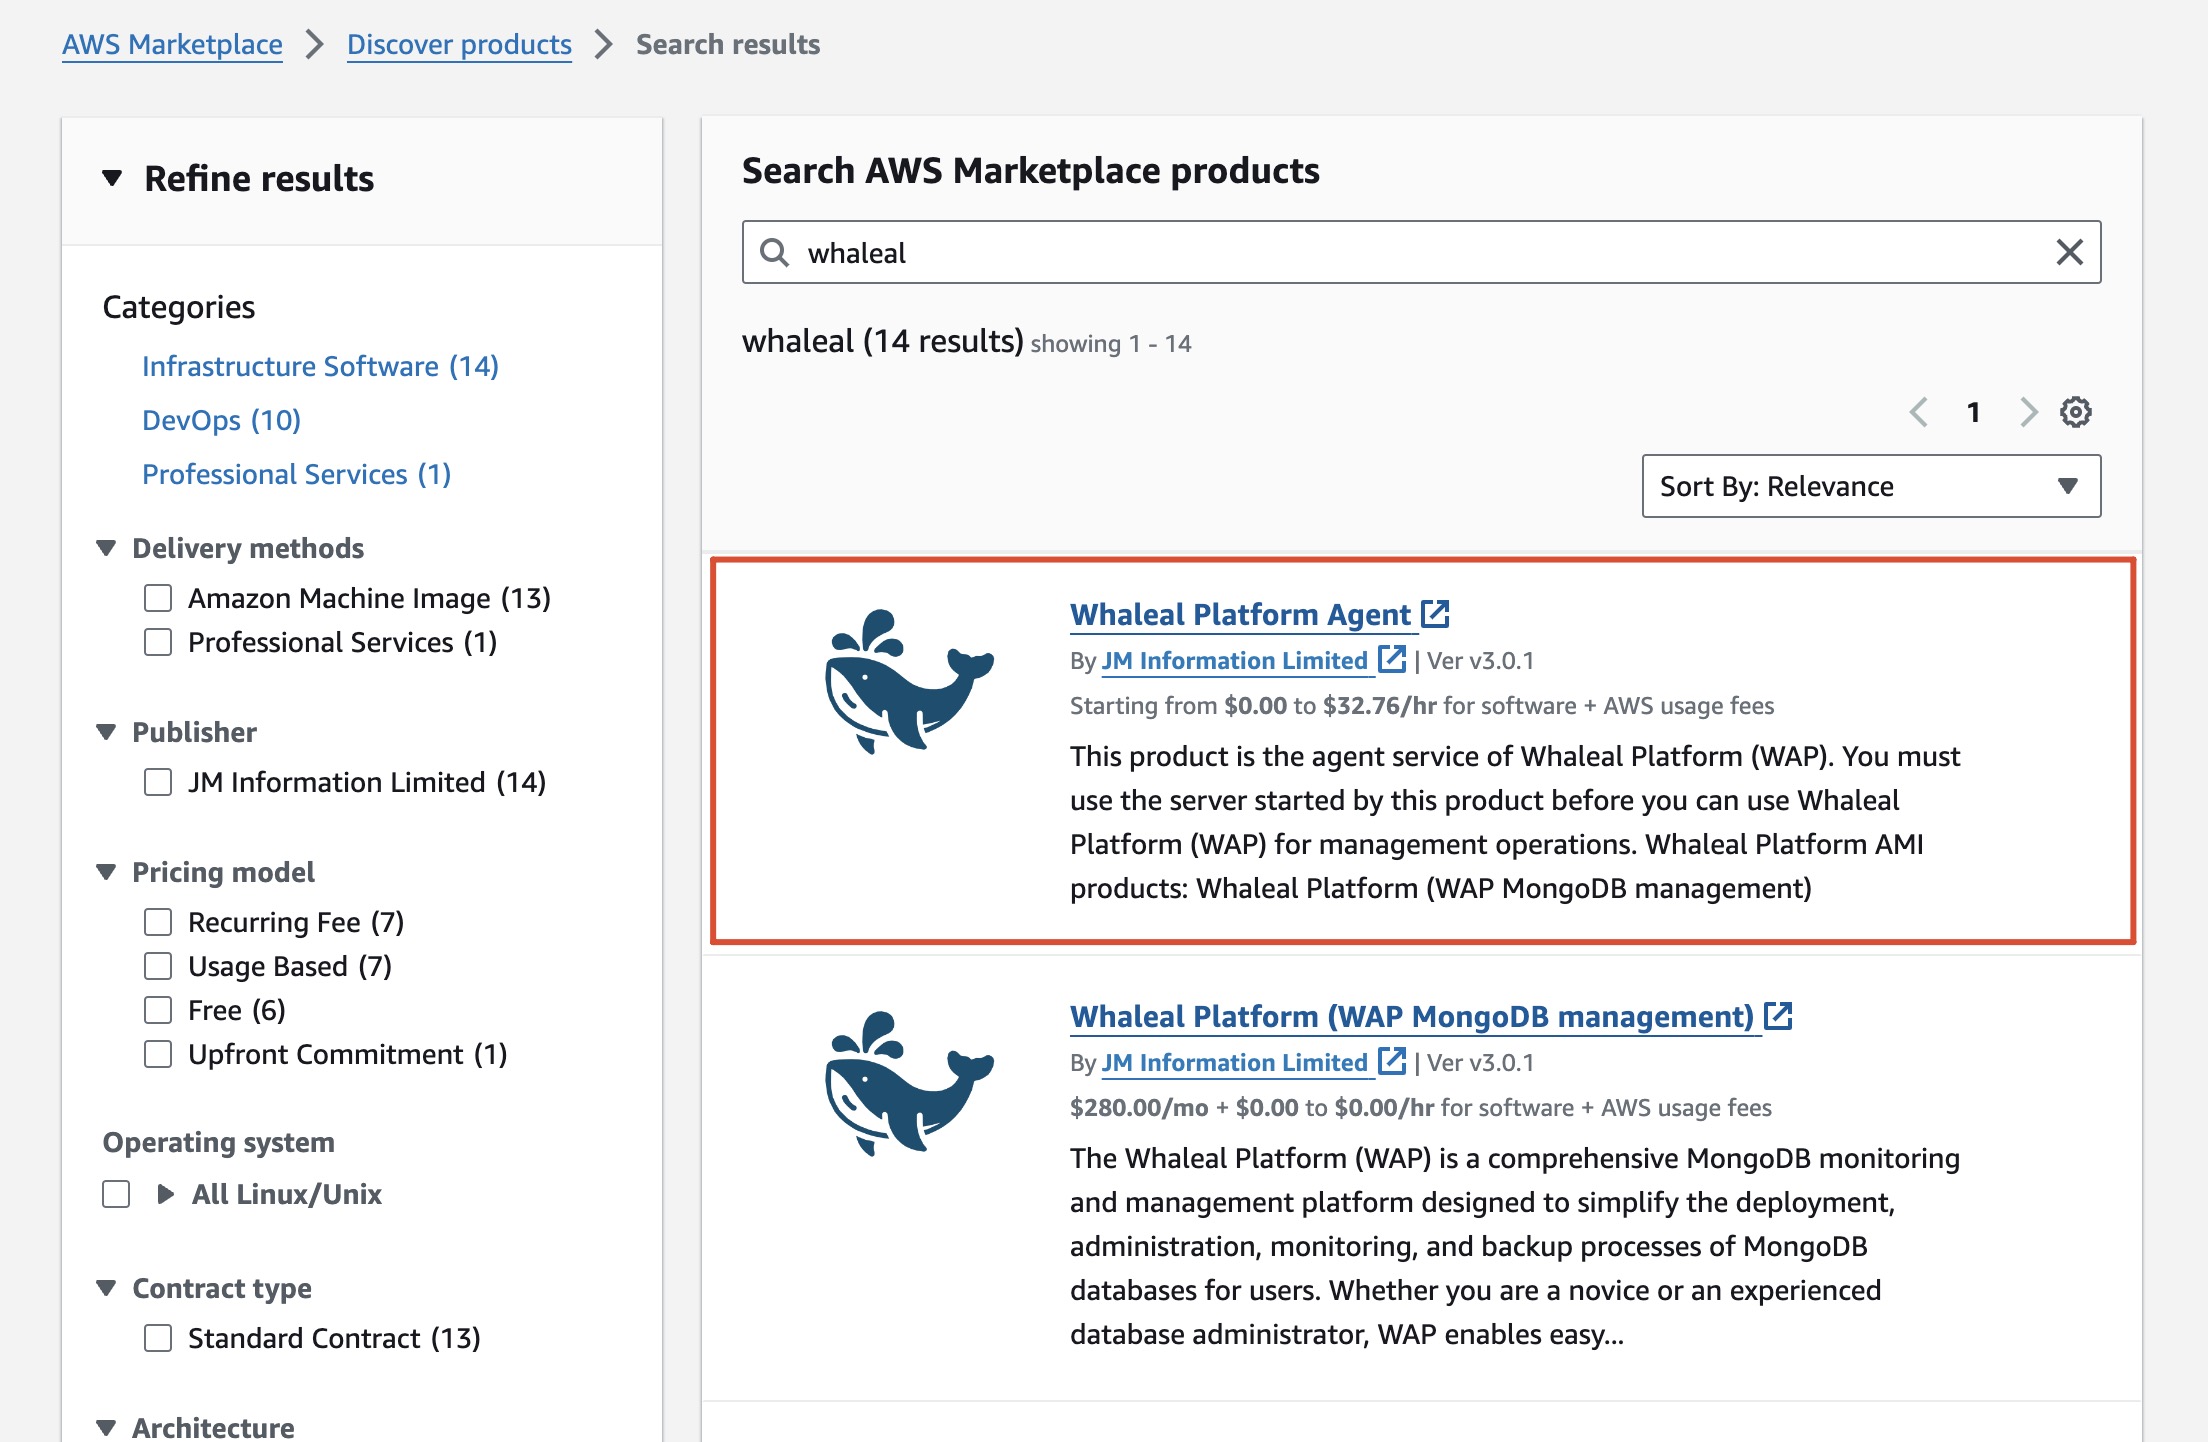 AWS Marketplace > Discover products > Search results
Refine results
Categories
Infrastructure Software (14)
DevOps (10)
Professional Services (1)
Delivery methods
Amazon Machine Image (13)
Professional Services (1)
Publisher
JM Information Limited (14)
Pricing model
Recurring Fee (7)
Usage Based (7)
Free (6)
Upfront Commitment (1)
Operating system
All Linux/Unix
Contract type
Standard Contract (13)
Architecture
Search AWS Marketplace products
whaleal
whaleal (14 results) showing 1 - 14
1
Sort By: Relevance
Whaleal Platform Agent
By JM Information Limited | Ver v3.0.1
Starting from $0.00 to $32.76/hr for software + AWS usage fees
This product is the agent service of Whaleal Platform (WAP). You must
use the server started by this product before you can use Whaleal
Platform (WAP) for management operations. Whaleal Platform AMI
products: Whaleal Platform (WAP MongoDB management)
Whaleal Platform (WAP MongoDB management)
By JM Information Limited | Ver v3.0.1
$280.00/mo + $0.00 to $0.00/hr for software + AWS usage fees
The Whaleal Platform (WAP) is a comprehensive MongoDB monitoring
and management platform designed to simplify the deployment,
administration, monitoring, and backup processes of MongoDB
databases for users. Whether you are a novice or an experienced
database administrator, WAP enables easy...